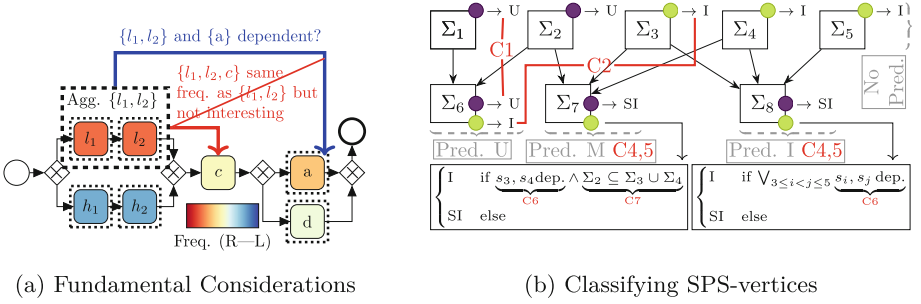 {l₁, l₂} and {a} dependent?
{l₁, l₂, c} same
freq. as {l₁, l₂} but
not interesting
Agg. {l₁, l₂}
l₁ l₂
h₁ h₂
c
a
d
Freq. (R—L)
(a) Fundamental Considerations
Σ₁ → U
Σ₂ → U
Σ₃ → I
Σ₄ → I
Σ₅ → I
C1
C2
No
Pred.
Σ₆ → U → I
Σ₇ → SI
Σ₈ → SI
Pred. U
Pred. M C4,5
Pred. I C4,5
I if s₃, s₄dep. ∧ Σ₂ ⊆ Σ₃ ∪ Σ₄
C6 C7
SI else
I if ⋁₃≤i<j≤5 sᵢ, sⱼ dep.
C6
SI else
(b) Classifying SPS-vertices